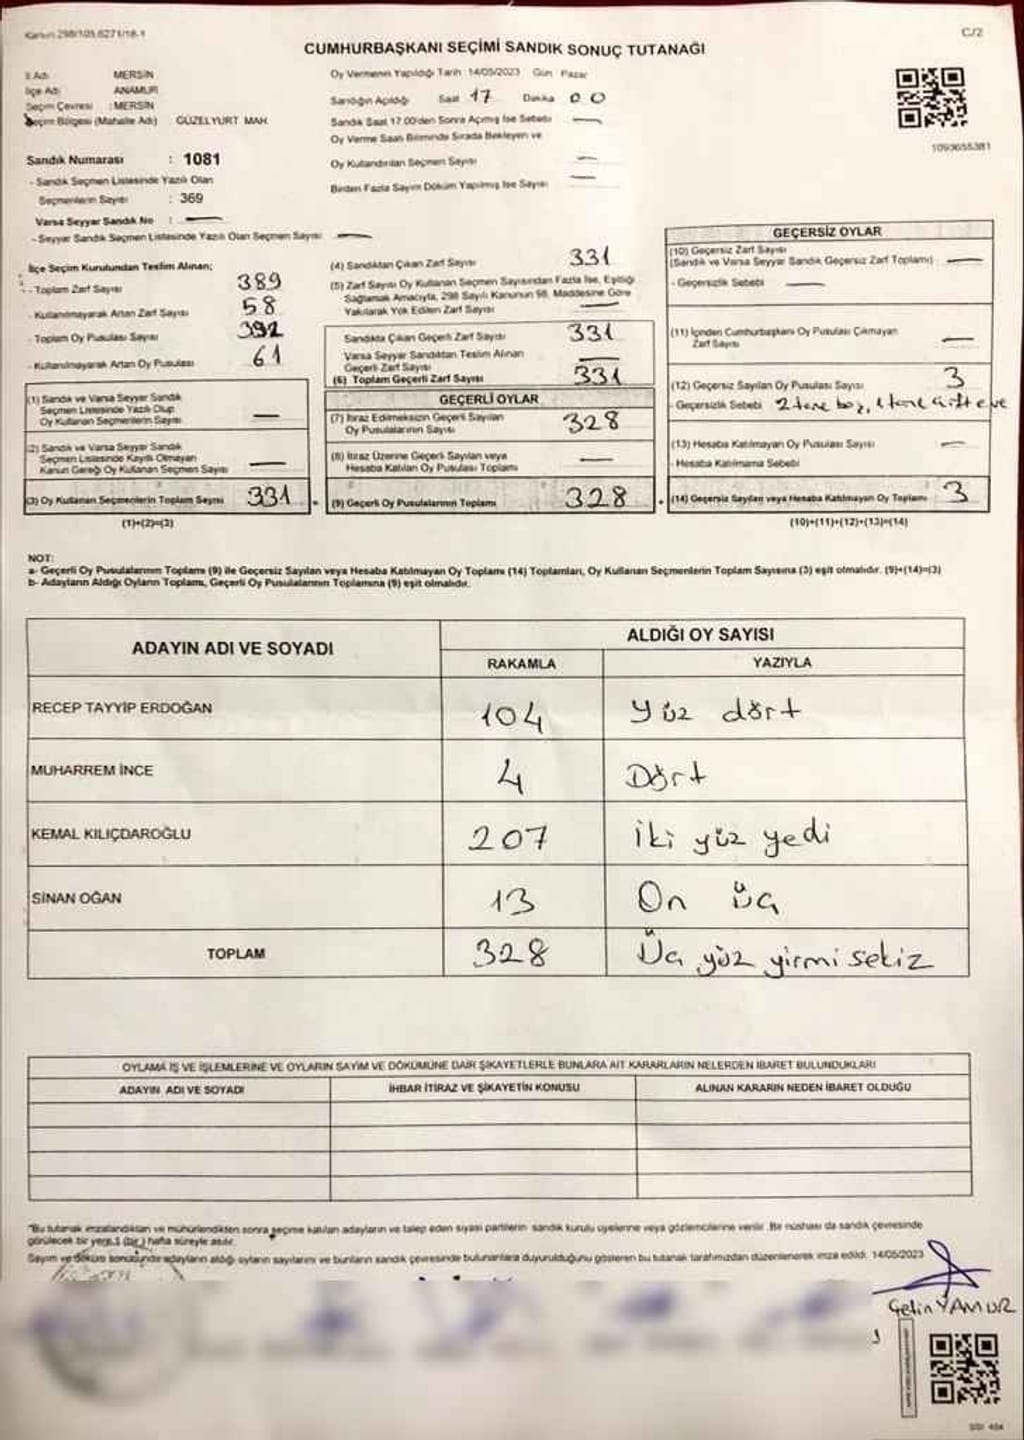 Kanun 298/105,6271/18-1
C/2
CUMHURBAŞKANI SEÇİMİ SANDIK SONUÇ TUTANAĞI
İl Adı MERSİN
İlçe Adı ANAMUR
Seçim Çevresi : MERSİN
Seçim Bölgesi (Mahalle Adı) GÜZELYURT MAH.
Oy Vermenin Yapıldığı Tarih :14/05/2023 Gün Pazar
Sandığın Açıldığı Saat 17 Dakika 00
Sandık Saat 17.00'den Sonra Açılmış İse Sebebi —
Oy Verme Saati Bitiminde Sırada Bekleyen ve
Oy Kullandırılan Seçmen Sayısı —
Birden Fazla Sayım Döküm Yapılmış İse Sayısı —
1093655381
Sandık Numarası : 1081
- Sandık Seçmen Listesinde Yazılı Olan
Seçmenlerin Sayısı : 369
Varsa Seyyar Sandık No : —
- Seyyar Sandık Seçmen Listesinde Yazılı Olan Seçmen Sayısı —
İlçe Seçim Kurulundan Teslim Alınan;
- Toplam Zarf Sayısı 389
- Kullanılmayarak Artan Zarf Sayısı 58
- Toplam Oy Pusulası Sayısı 392
- Kullanılmayarak Artan Oy Pusulası 61
(1) Sandık ve Varsa Seyyar Sandık
Seçmen Listesinde Yazılı Olup
Oy Kullanan Seçmenlerin Sayısı —
(2) Sandık ve Varsa Seyyar Sandık
Seçmen Listesinde Kayıtlı Olmayan
Kanun Gereği Oy Kullanan Seçmen Sayısı —
(3) Oy Kullanan Seçmenlerin Toplam Sayısı 331
(1)+(2)=(3)
(4) Sandıktan Çıkan Zarf Sayısı 331
(5) Zarf Sayısı Oy Kullanan Seçmen Sayısından Fazla İse, Eşitliği
Sağlamak Amacıyla, 298 Sayılı Kanunun 98. Maddesine Göre
Yakılarak Yok Edilen Zarf Sayısı —
Sandıkta Çıkan Geçerli Zarf Sayısı 331
Varsa Seyyar Sandıktan Teslim Alınan
Geçerli Zarf Sayısı —
(6) Toplam Geçerli Zarf Sayısı 331
GEÇERLİ OYLAR
(7) İtiraz Edilmeksizin Geçerli Sayılan
Oy Pusulalarının Sayısı 328
(8) İtiraz Üzerine Geçerli Sayılan veya
Hesaba Katılan Oy Pusulası Toplamı —
(9) Geçerli Oy Pusulalarının Toplamı 328
GEÇERSİZ OYLAR
(10) Geçersiz Zarf Sayısı
(Sandık ve Varsa Seyyar Sandık Geçersiz Zarf Toplamı) —
- Geçersizlik Sebebi —
(11) İçinden Cumhurbaşkanı Oy Pusulası Çıkmayan
Zarf Sayısı —
(12) Geçersiz Sayılan Oy Pusulası Sayısı 3
- Geçersizlik Sebebi 2 tane boş, 1 tane çift eve
(13) Hesaba Katılmayan Oy Pusulası Sayısı —
- Hesaba Katılmama Sebebi
(14) Geçersiz Sayılan veya Hesaba Katılmayan Oy Toplamı 3
(10)+(11)+(12)+(13)=(14)
NOT:
a- Geçerli Oy Pusulalarının Toplamı (9) ile Geçersiz Sayılan veya Hesaba Katılmayan Oy Toplamı (14) Toplamları, Oy Kullanan Seçmenlerin Toplam Sayısına (3) eşit olmalıdır. (9)+(14)=(3)
b- Adayların Aldığı Oyların Toplamı, Geçerli Oy Pusulalarının Toplamına (9) eşit olmalıdır.
ADAYIN ADI VE SOYADI ALDIĞI OY SAYISI
RAKAMLA YAZIYLA
RECEP TAYYİP ERDOĞAN 104 yüz dört
MUHARREM İNCE 4 Dört
KEMAL KILIÇDAROĞLU 207 iki yüz yedi
SİNAN OĞAN 13 On üç
TOPLAM 328 Üç yüz yirmi sekiz
OYLAMA İŞ VE İŞLEMLERİNE VE OYLARIN SAYIM VE DÖKÜMÜNE DAİR ŞİKAYETLERLE BUNLARA AİT KARARLARIN NELERDEN İBARET BULUNDUKLARI
ADAYIN ADI VE SOYADI İHBAR İTİRAZ VE ŞİKAYETİN KONUSU ALINAN KARARIN NEDEN İBARET OLDUĞU
"Bu tutanak imzalandıktan ve mühürlendikten sonra seçime katılan adayların ve talep eden siyasi partilerin sandık kurulu üyelerine veya gözlemcilerine verilir. Bir nüshası da sandık çevresinde
görülecek bir yere 1 (bir) hafta süreyle asılır.
Sayım ve döküm sonucunda adayların aldığı oyların sayılarını ve bunların sandık çevresinde bulunanlara duyurulduğunu gösteren bu tutanak tarafımızdan düzenlenerek imza edildi. 14/05/2023
Çetin YAMUR